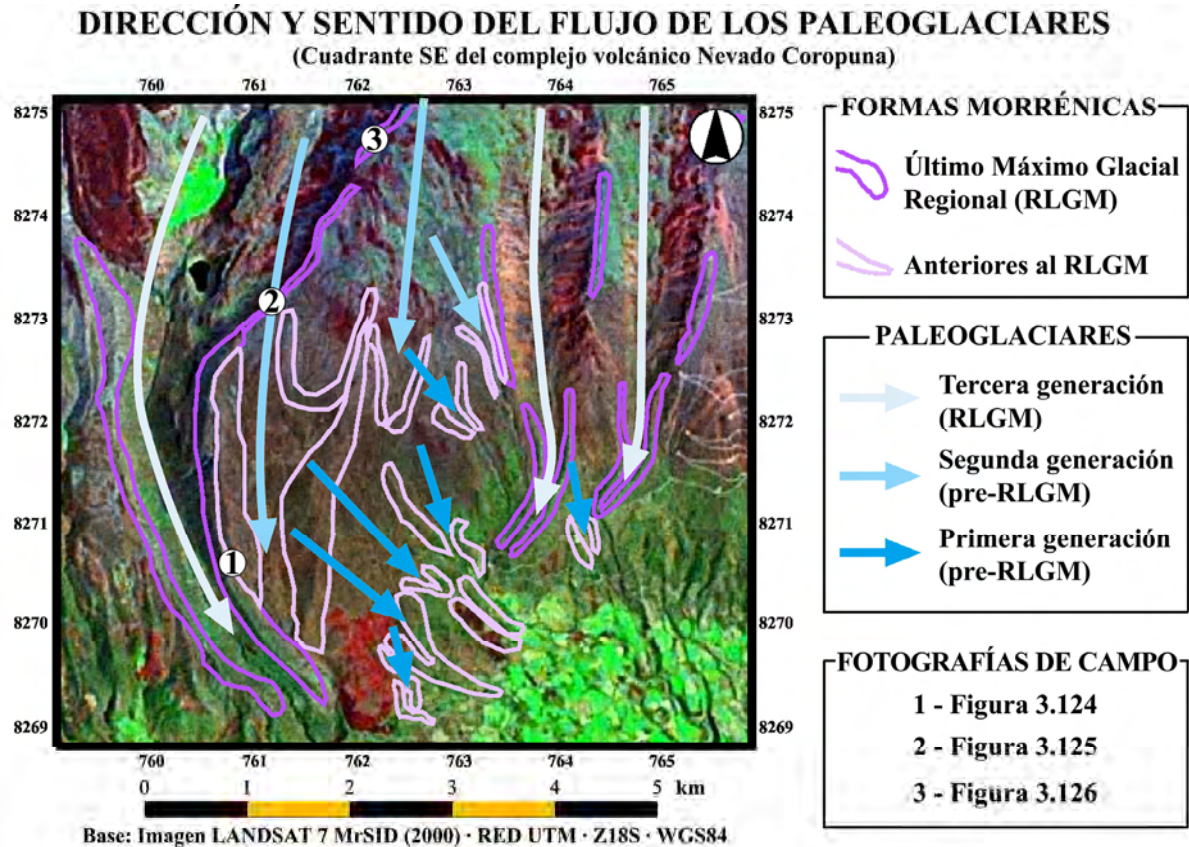 DIRECCIÓN Y SENTIDO DEL FLUJO DE LOS PALEOGLACIARES
(Cuadrante SE del complejo volcánico Nevado Coropuna)
760 761 762 763 764 765
8275 8275
8274 8274
8273 8273
8272 8272
8271 8271
8270 8270
8269 8269
3
2
1
760 761 762 763 764 765
0 1 2 3 4 5 km
Base: Imagen LANDSAT 7 MrSID (2000) · RED UTM · Z18S · WGS84
FORMAS MORRÉNICAS
Último Máximo Glacial
Regional (RLGM)
Anteriores al RLGM
PALEOGLACIARES
Tercera generación
(RLGM)
Segunda generación
(pre-RLGM)
Primera generación
(pre-RLGM)
FOTOGRAFÍAS DE CAMPO
1 - Figura 3.124
2 - Figura 3.125
3 - Figura 3.126